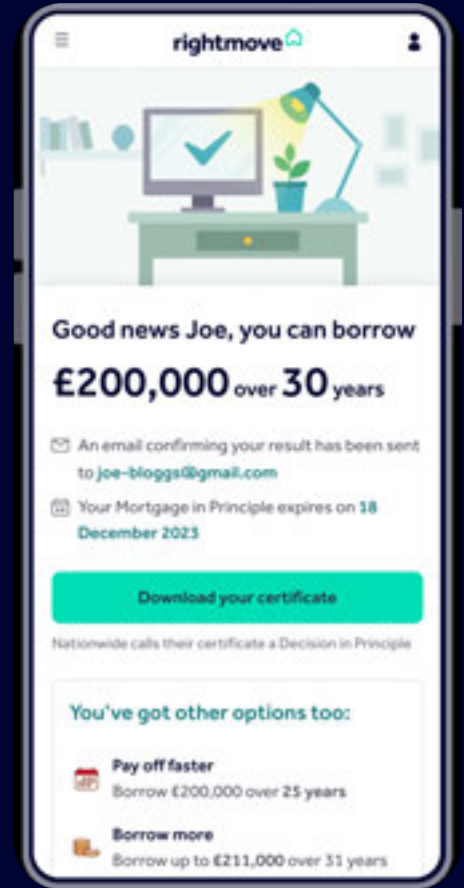 rightmove
Good news Joe, you can borrow
£200,000 over 30 years
An email confirming your result has been sent
to joe-bloggs@gmail.com
Your Mortgage in Principle expires on 18
December 2023
Download your certificate
Nationwide calls their certificate a Decision in Principle
You've got other options too:
Pay off faster
Borrow £200,000 over 25 years
Borrow more
Borrow up to £211,000 over 31 years